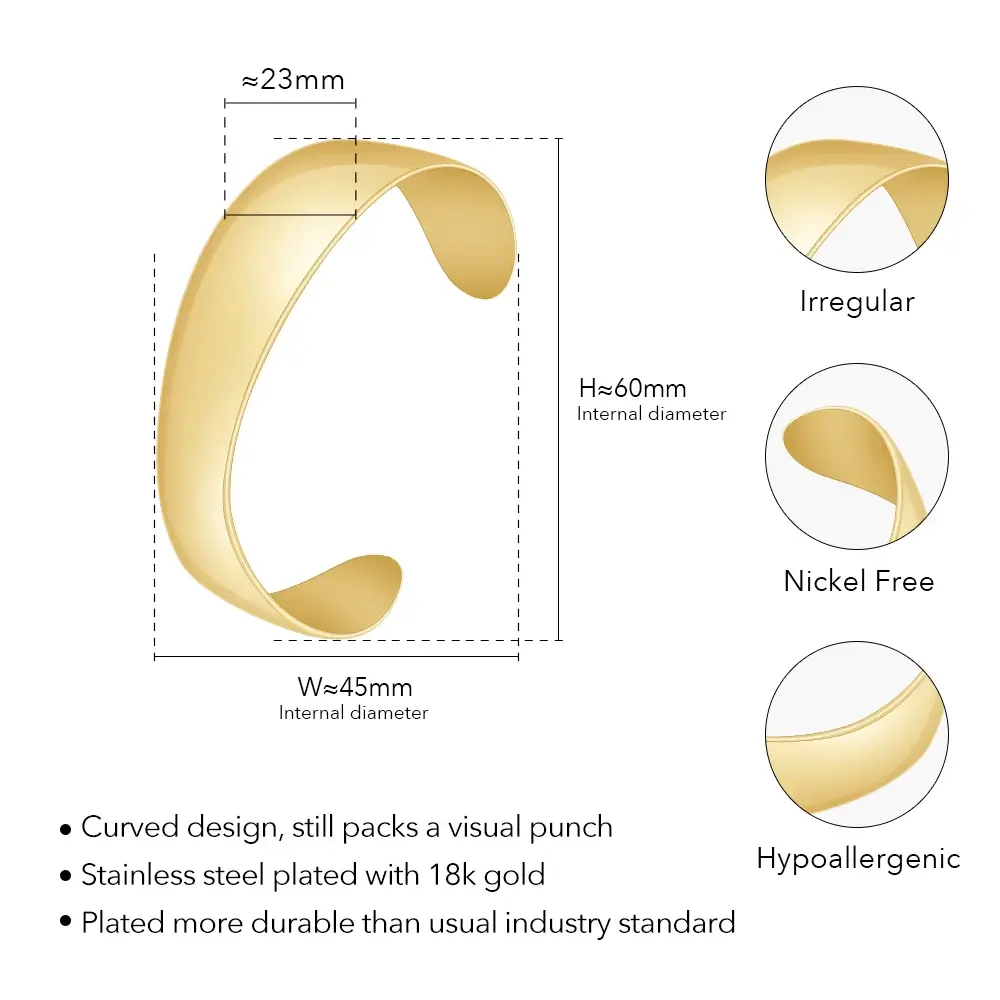 ≈23mm
H≈60mm
Internal diameter
W≈45mm
Internal diameter
Irregular
Nickel Free
Hypoallergenic
• Curved design, still packs a visual punch
• Stainless steel plated with 18k gold
• Plated more durable than usual industry standard